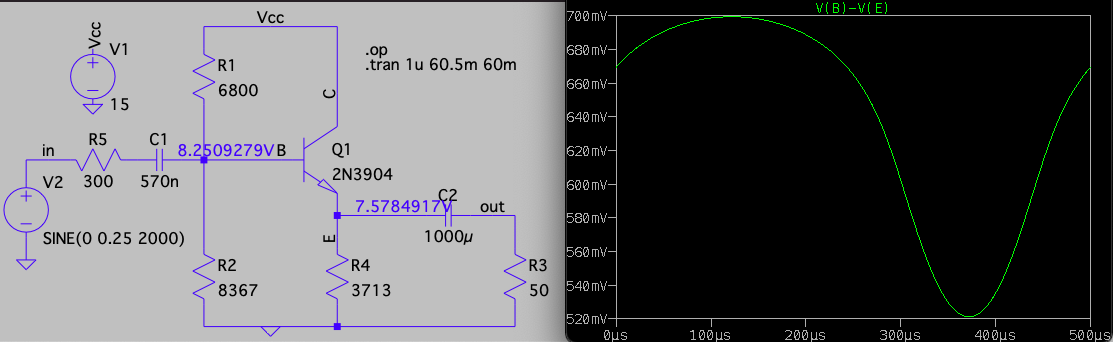 Vcc
V(B)-V(E)
Vcc
V1
15
R1
6800
.op
.tran 1u 60.5m 60m
C
in
R5
300
C1
570n
8.2509279V
B
Q1
2N3904
V2
SINE(0 0.25 2000)
7.5784917V
C2
1000µ
out
E
R2
8367
R4
3713
R3
50
700mV
680mV
660mV
640mV
620mV
600mV
580mV
560mV
540mV
520mV
0µs
100µs
200µs
300µs
400µs
500µs